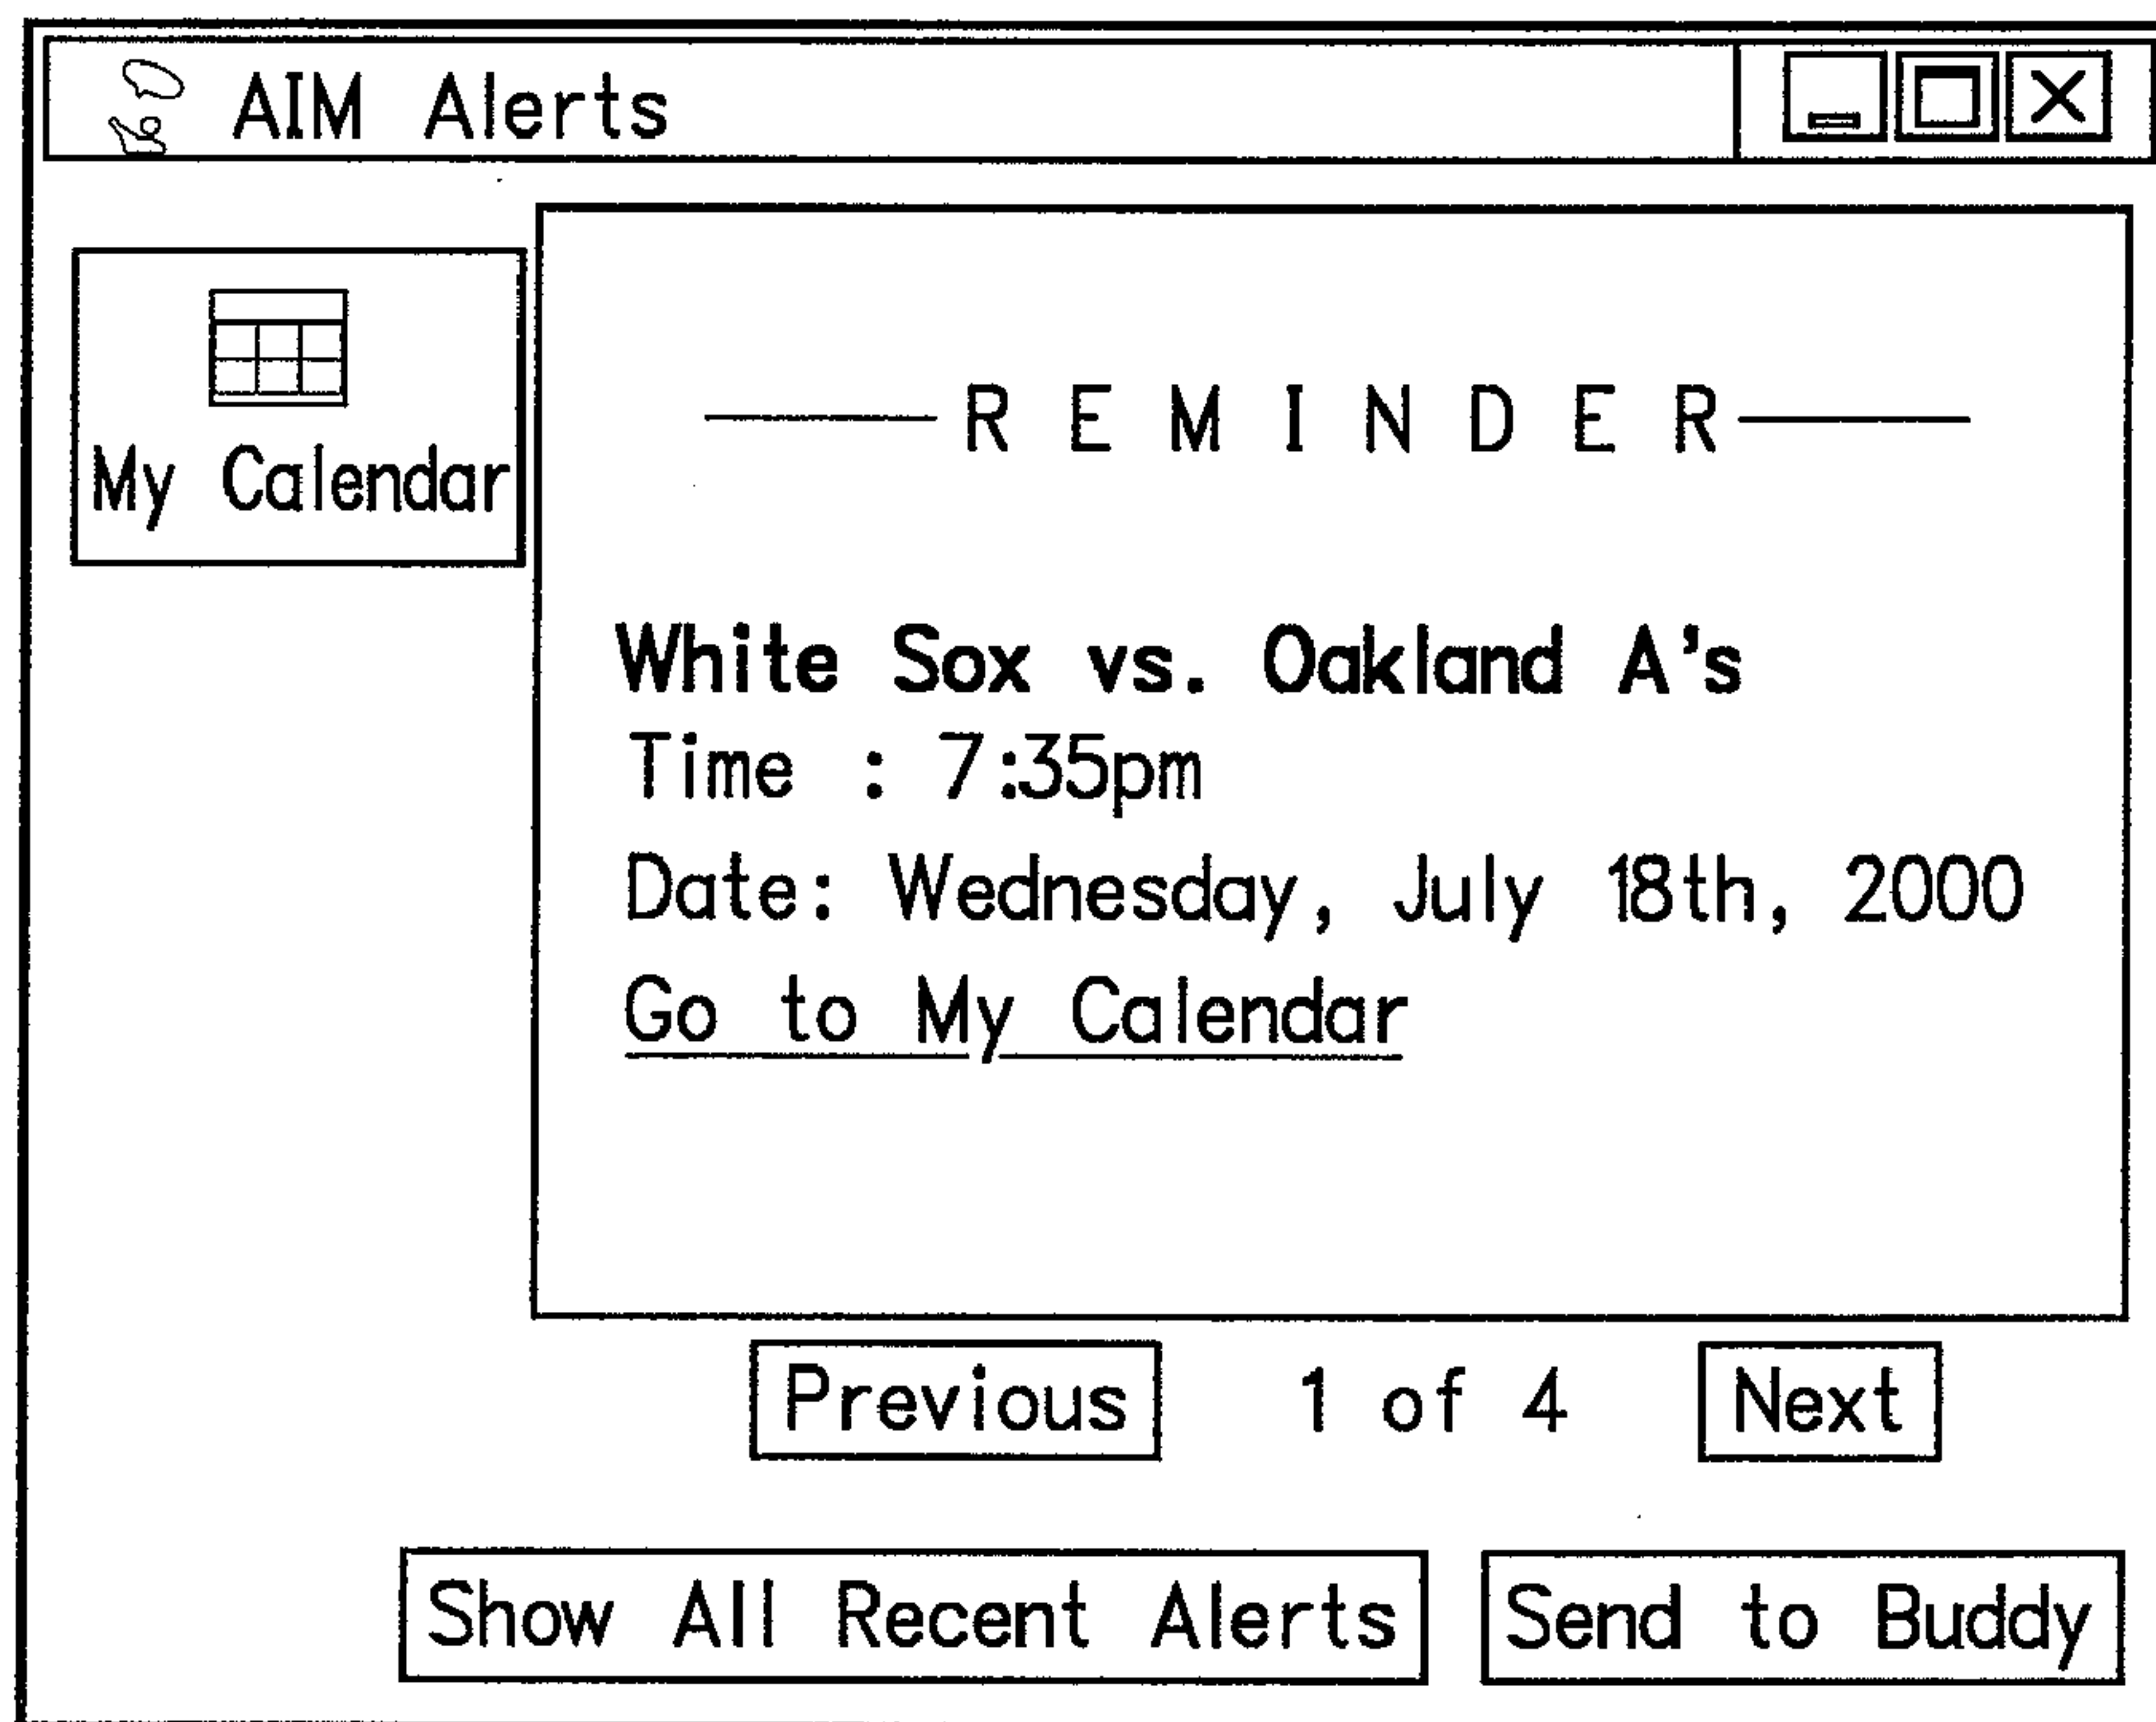 AIM Alerts
My Calendar
REMINDER
White Sox vs. Oakland A's
Time : 7:35pm
Date: Wednesday, July 18th, 2000
Go to My Calendar
Previous 1 of 4 Next
Show All Recent Alerts Send to Buddy